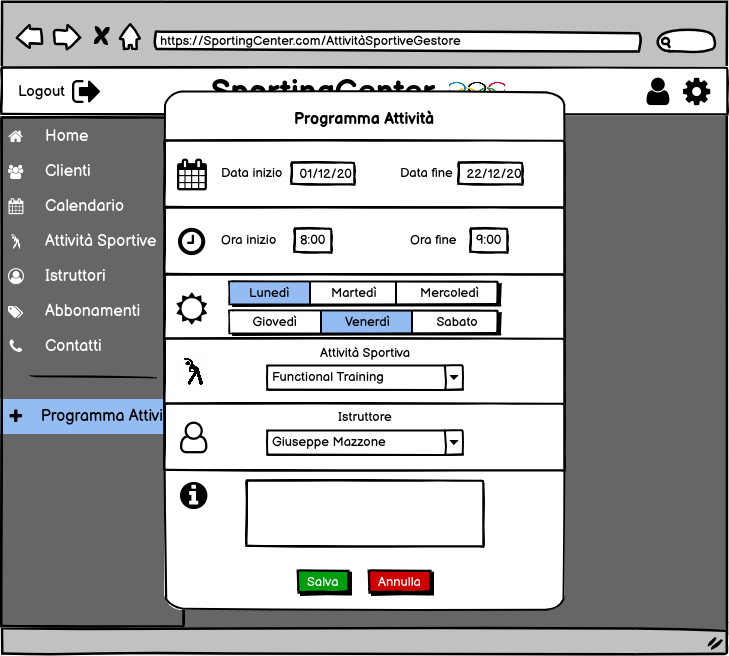 https://SportingCenter.com/AttivitàSportiveGestore
Logout
SportingCenter
Programma Attività
Home
Clienti
Calendario
Attività Sportive
Istruttori
Abbonamenti
Contatti
Programma Attivi
Data inizio 01/12/20 Data fine 22/12/20
Ora inizio 8:00 Ora fine 9:00
Lunedì Martedì Mercoledì
Giovedì Venerdì Sabato
Attività Sportiva
Functional Training
Istruttore
Giuseppe Mazzone
Salva Annulla